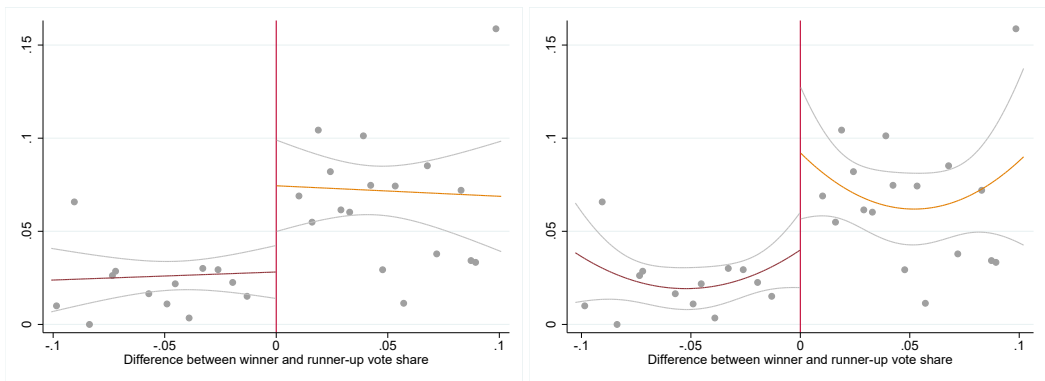 .15
.1
.05
0
-.1 -.05 0 .05 .1
Difference between winner and runner-up vote share
.15
.1
.05
0
-.1 -.05 0 .05 .1
Difference between winner and runner-up vote share